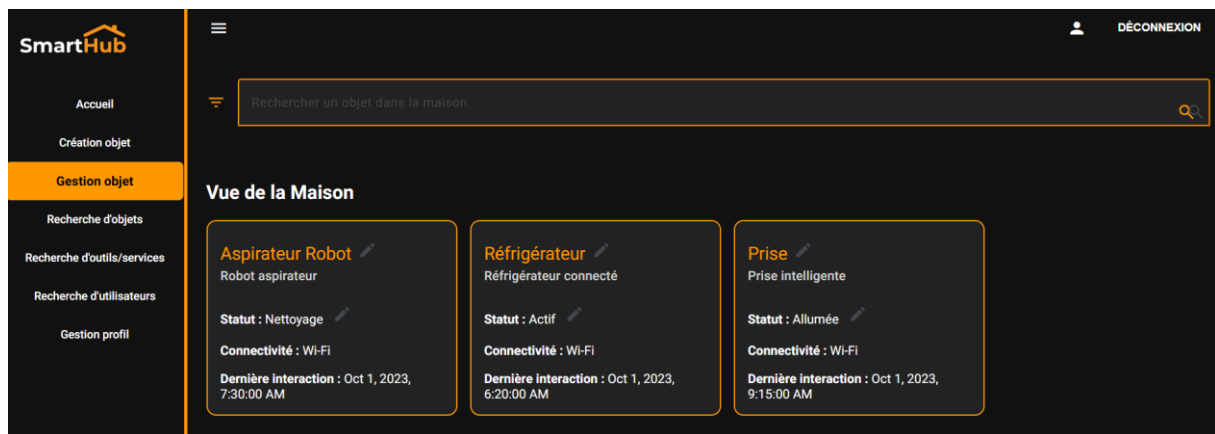 SmartHub
DÉCONNEXION
Rechercher un objet dans la maison
Accueil
Création objet
Gestion objet
Recherche d'objets
Recherche d'outils/services
Recherche d'utilisateurs
Gestion profil
Vue de la Maison
Aspirateur Robot
Robot aspirateur
Statut : Nettoyage
Connectivité : Wi-Fi
Dernière interaction : Oct 1, 2023,
7:30:00 AM
Réfrigérateur
Réfrigérateur connecté
Statut : Actif
Connectivité : Wi-Fi
Dernière interaction : Oct 1, 2023,
6:20:00 AM
Prise
Prise intelligente
Statut : Allumée
Connectivité : Wi-Fi
Dernière interaction : Oct 1, 2023,
9:15:00 AM